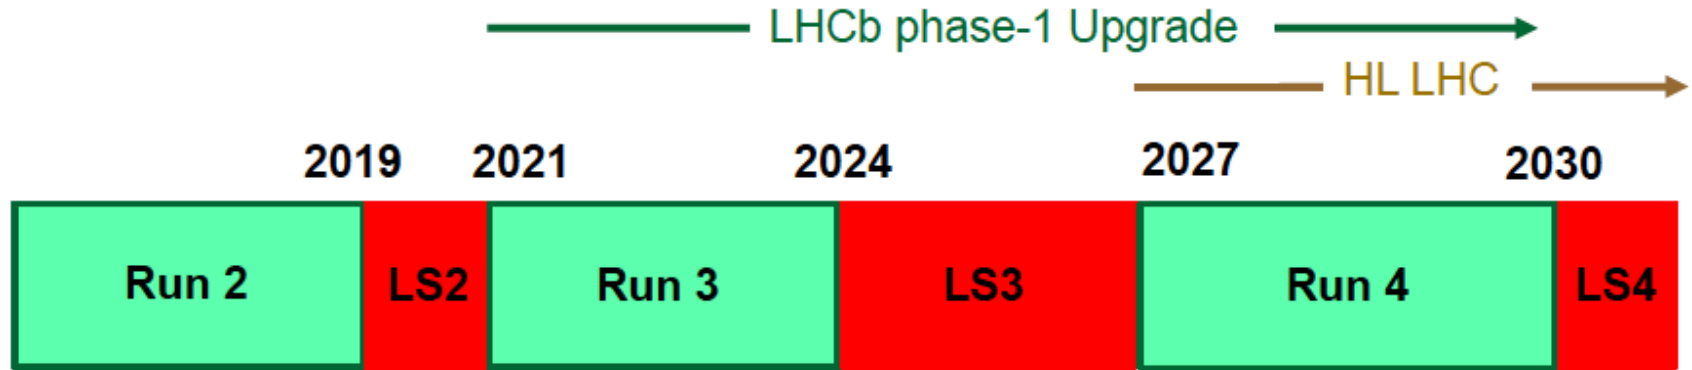 LHCb phase-1 Upgrade
HL LHC
2019 2021 2024 2027 2030
Run 2 LS2 Run 3 LS3 Run 4 LS4